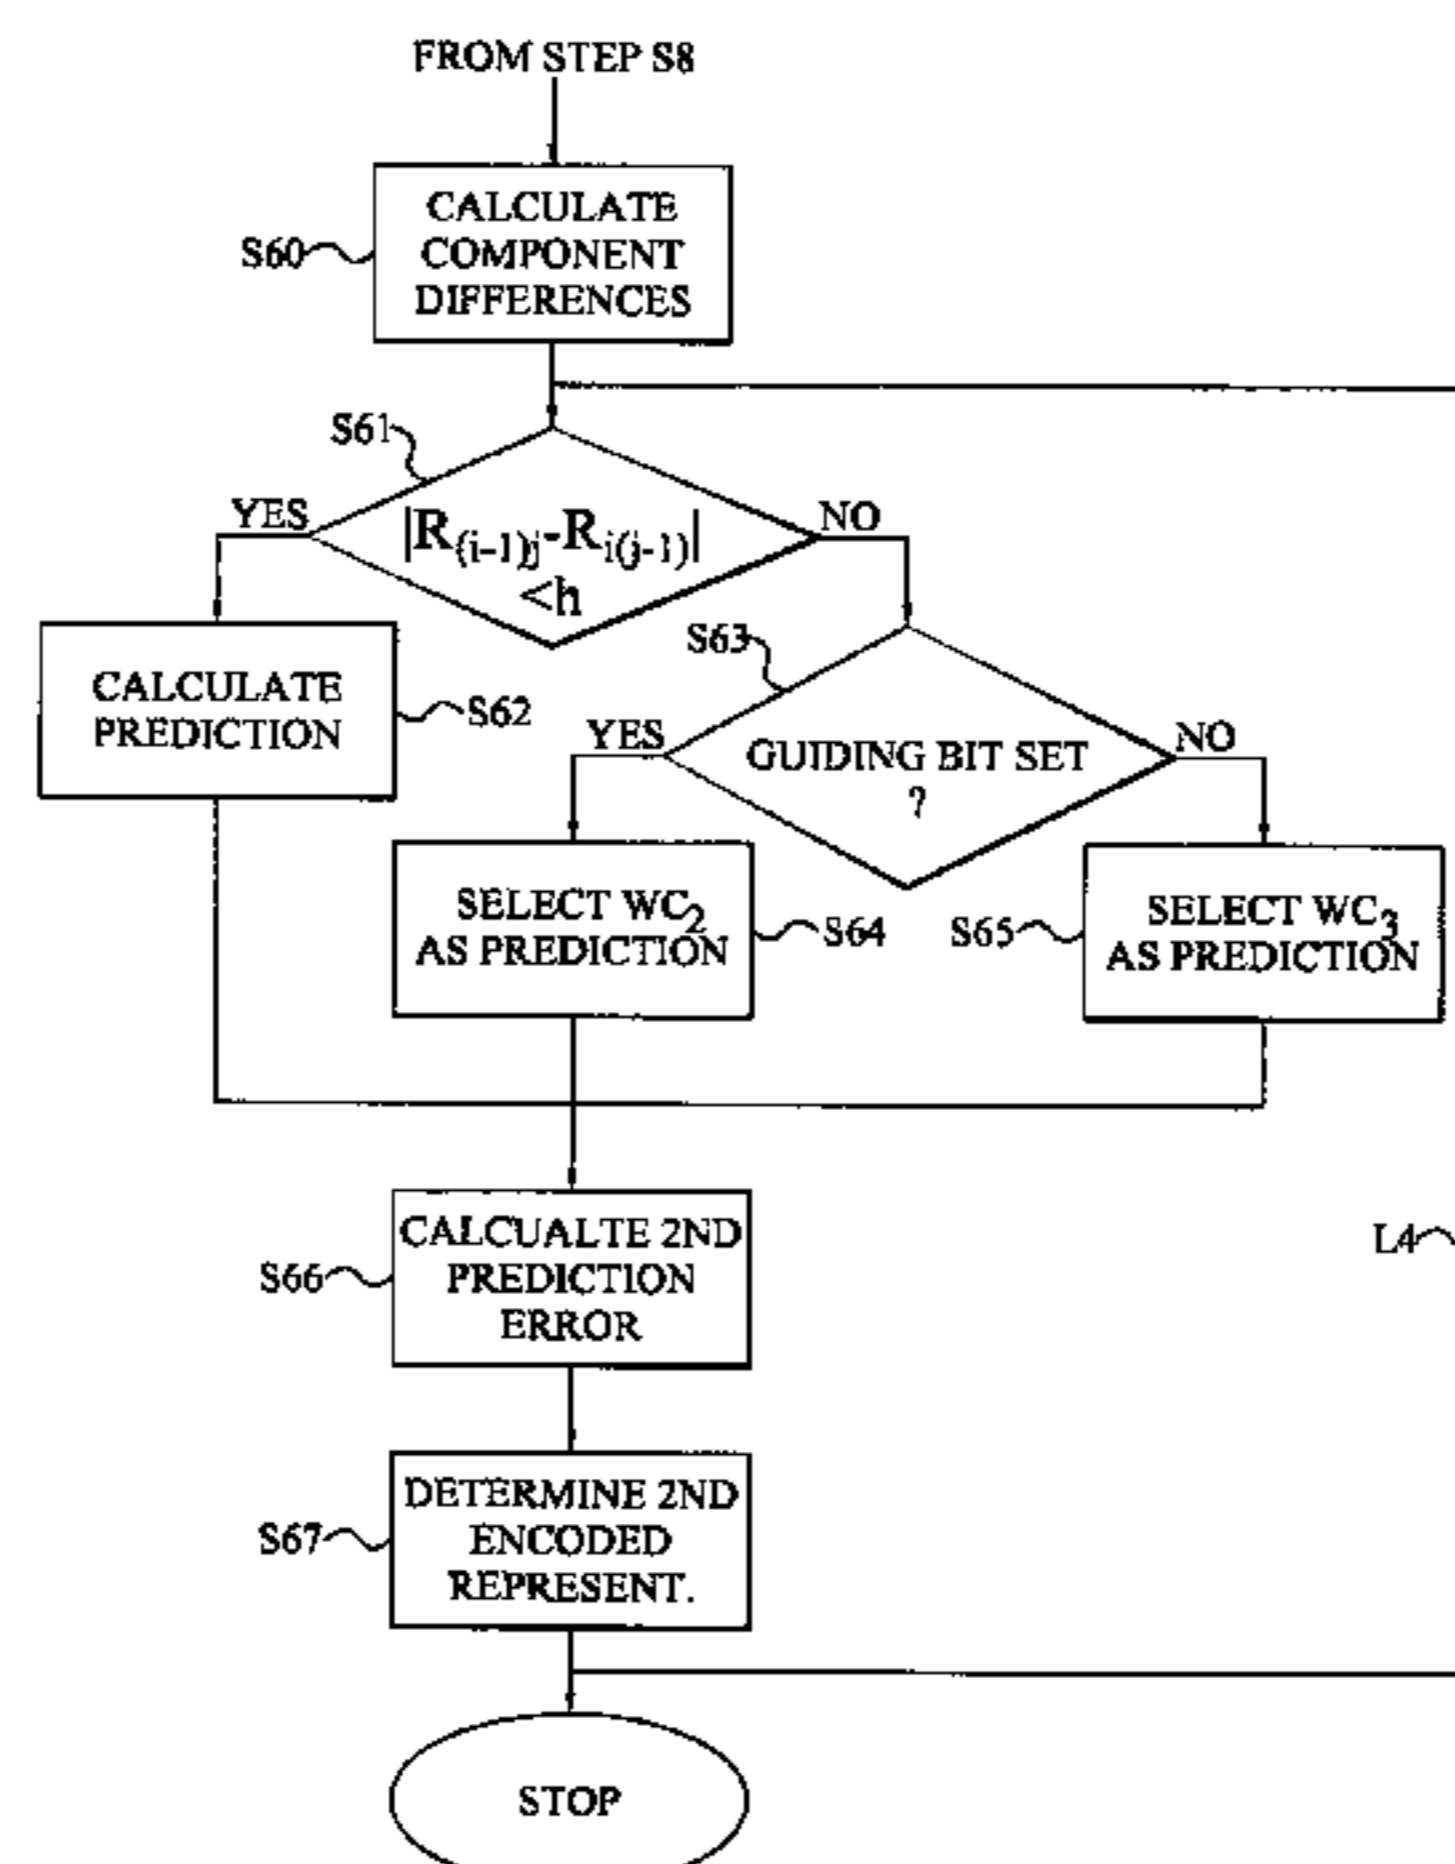 FROM STEP S8
CALCULATE
COMPONENT
DIFFERENCES
S60
S61
YES
NO
|R(i-1)j-Ri(j-1)|
<h
S63
CALCULATE
PREDICTION
S62
YES
NO
GUIDING BIT SET
?
SELECT WC2
AS PREDICTION
S64
S65
SELECT WC3
AS PREDICTION
CALCUALTE 2ND
PREDICTION
ERROR
S66
L4
DETERMINE 2ND
ENCODED
REPRESENT.
S67
STOP